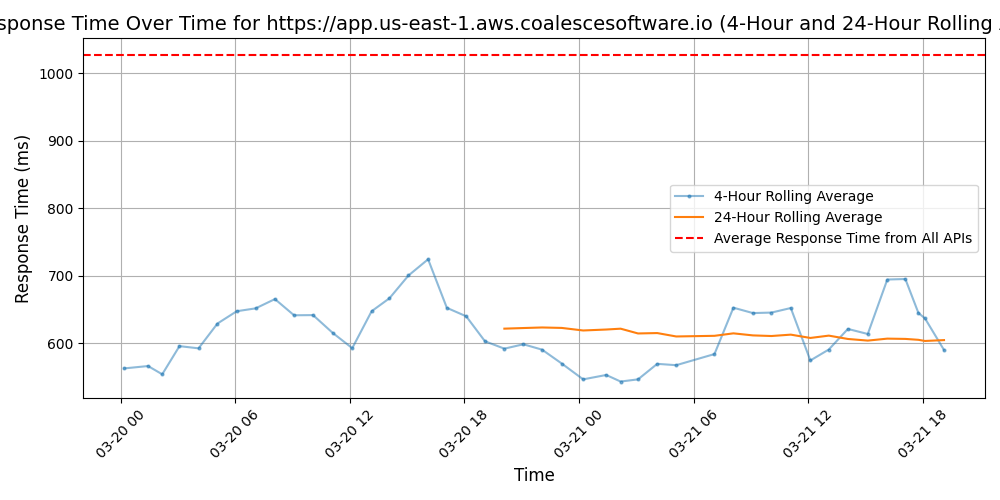 sponse Time Over Time for https://app.us-east-1.aws.coalescesoftware.io (4-Hour and 24-Hour Rolling
Response Time (ms)
1000
900
800
700
600
4-Hour Rolling Average
24-Hour Rolling Average
Average Response Time from All APIs
03-20 00
03-20 06
03-20 12
03-20 18
03-21 00
03-21 06
03-21 12
03-21 18
Time